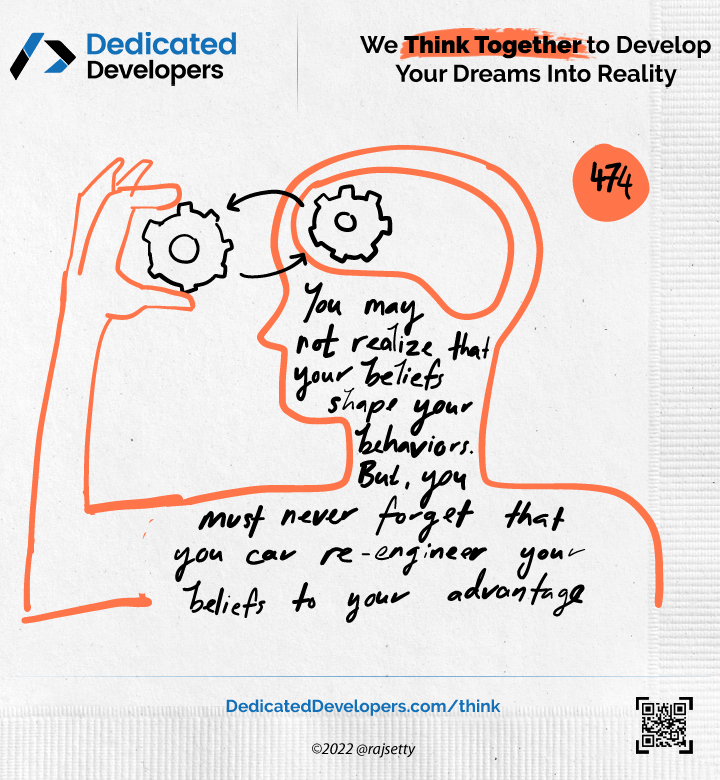 Dedicated
Developers
We Think Together to Develop
Your Dreams Into Reality
474
You may
not realize that
your beliefs
shape your
behaviors.
But, you
must never forget that
you can re-engineer your
beliefs to your advantage
DedicatedDevelopers.com/think
©2022 @rajsetty